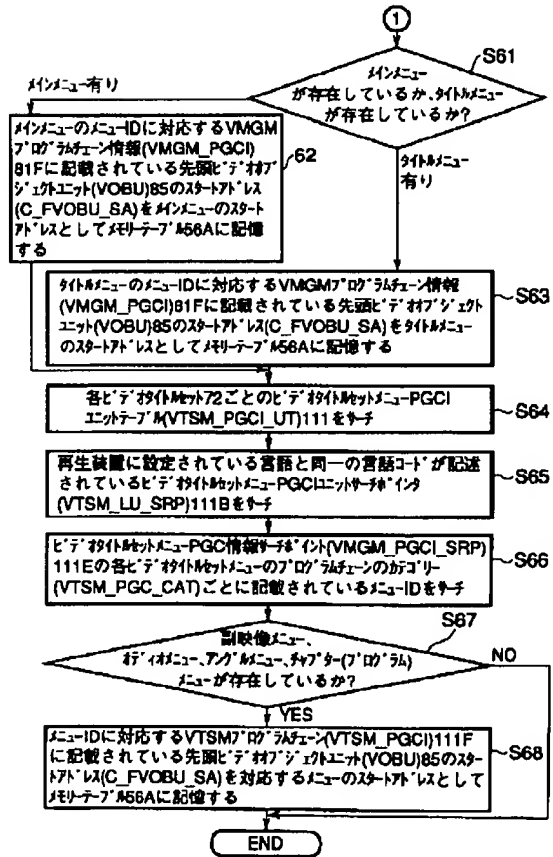 1
S61
メインメニュー
が存在しているか、タイトルメニュー
が存在しているか?
メインメニュー有り
メインメニューのメニューIDに対応するVMGM
プログラムチェーン情報(VMGM_PGCI)
81Fに記載されている先頭ビデオオブ
ジェクトユニット(VOBU)85のスタートアドレス
(C_FVOBU_SA)をメインメニューのスタート
アドレスとしてメモリーテーブル56Aに記憶
する
62
タイトルメニュー
有り
タイトルメニューのメニューIDに対応するVMGMプログラムチェーン情報
(VMGM_PGCI)81Fに記載されている先頭ビデオオブジェクト
ユニット(VOBU)85のスタートアドレス(C_FVOBU_SA)をタイトルメニュー
のスタートアドレスとしてメモリーテーブル56Aに記憶する
S63
各ビデオタイトルセット72ごとのビデオタイトルセットメニューPGCI
ユニットテーブル(VTSM_PGCI_UT)111をサーチ
S64
再生装置に設定されている言語と同一の言語コードが記述
されているビデオタイトルセットメニューPGCIユニットサーチポインタ
(VTSM_LU_SRP)111Bをサーチ
S65
ビデオタイトルセットメニューPGC情報サーチポイント(VMGM_PGCI_SRP)
111Eの各ビデオタイトルセットメニューのプログラムチェーンのカテゴリー
(VTSM_PGC_CAT)ごとに記載されているメニューIDをサーチ
S66
S67
副映像メニュー、
オディオメニュー、アングルメニュー、チャプター(プログラム)
メニューが存在しているか?
NO
YES
メニューIDに対応するVTSMプログラムチェーン(VTSM_PGCI)111F
に記載されている先頭ビデオオブジェクトユニット(VOBU)85のスター
トアドレス(C_FVOBU_SA)を対応するメニューのスタートアドレスとして
メモリーテーブル56Aに記憶する
S68
END